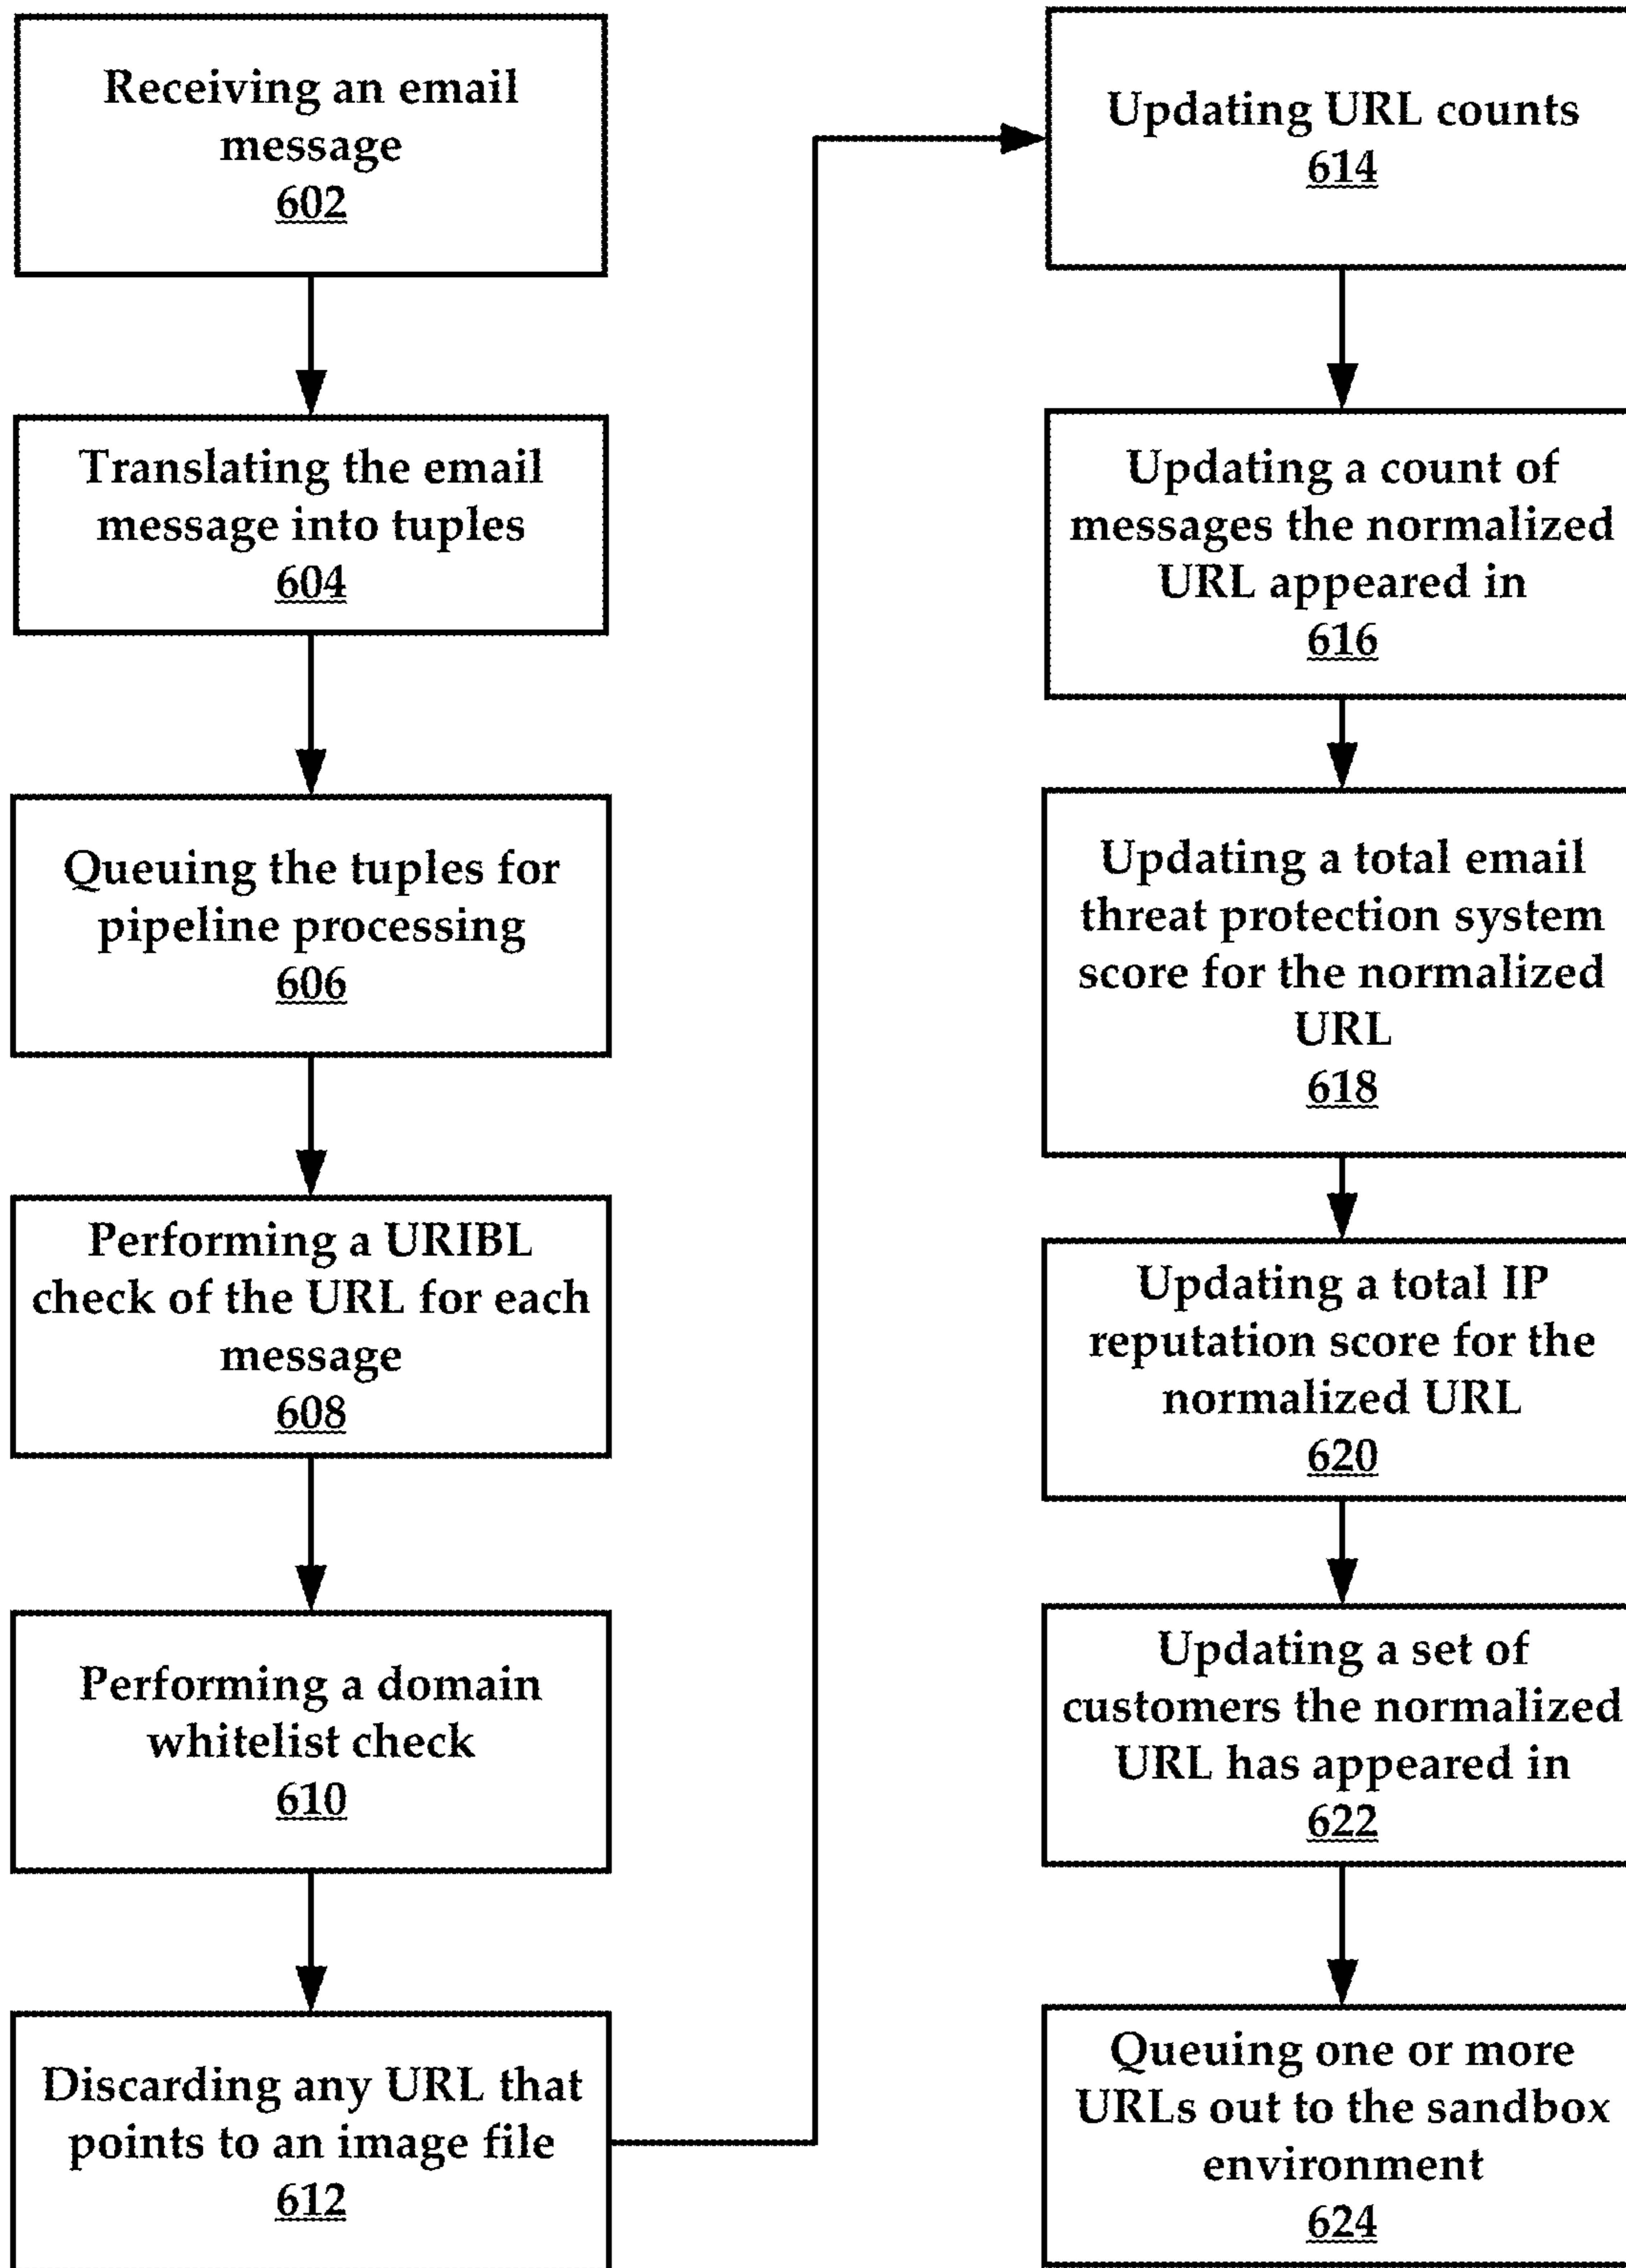 Receiving an email
message
602
Translating the email
message into tuples
604
Queuing the tuples for
pipeline processing
606
Performing a URIBL
check of the URL for each
message
608
Performing a domain
whitelist check
610
Discarding any URL that
points to an image file
612
Updating URL counts
614
Updating a count of
messages the normalized
URL appeared in
616
Updating a total email
threat protection system
score for the normalized
URL
618
Updating a total IP
reputation score for the
normalized URL
620
Updating a set of
customers the normalized
URL has appeared in
622
Queuing one or more
URLs out to the sandbox
environment
624